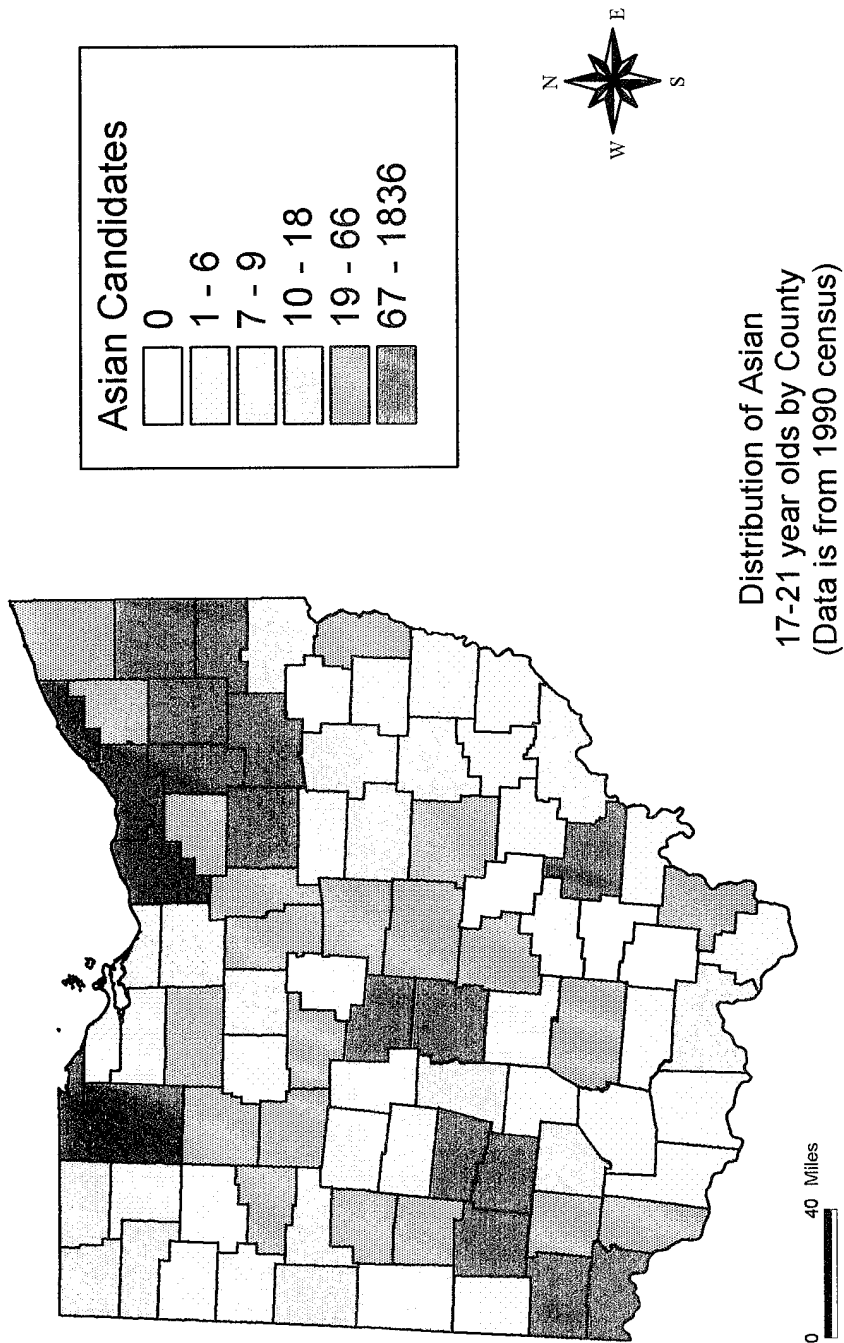 Asian Candidates
0
1 - 6
7 - 9
10 - 18
19 - 66
67 - 1836
N
W
E
S
Distribution of Asian
17-21 year olds by County
(Data is from 1990 census)
0
40 Miles